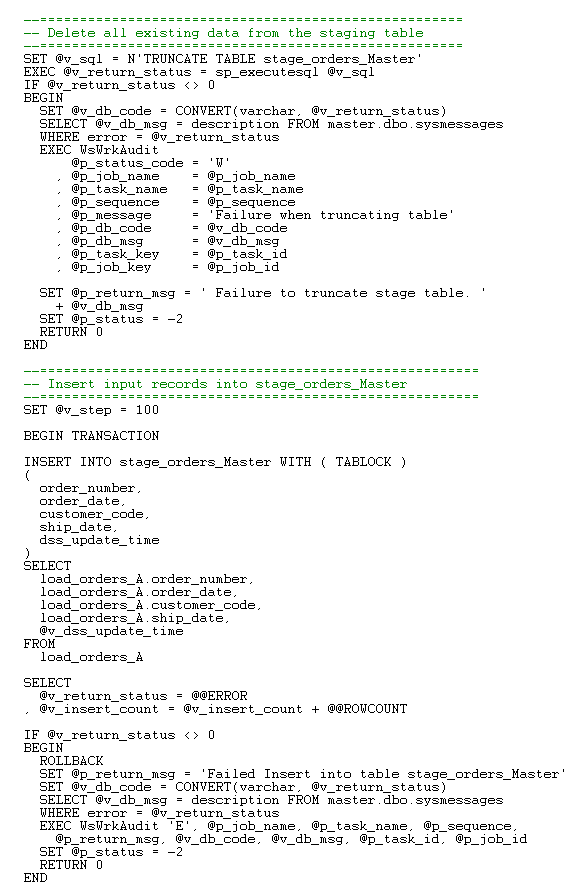 --=======================================================
-- Delete all existing data from the staging table
--=======================================================
SET @v_sql = N'TRUNCATE TABLE stage_orders_Master'
EXEC @v_return_status = sp_executesql @v_sql
IF @v_return_status <> 0
BEGIN
  SET @v_db_code = CONVERT(varchar, @v_return_status)
  SELECT @v_db_msg = description FROM master.dbo.sysmessages
  WHERE error = @v_return_status
  EXEC WsWrkAudit
      @p_status_code = 'W'
    , @p_job_name    = @p_job_name
    , @p_task_name   = @p_task_name
    , @p_sequence    = @p_sequence
    , @p_message     = 'Failure when truncating table'
    , @p_db_code     = @v_db_code
    , @p_db_msg      = @v_db_msg
    , @p_task_key    = @p_task_id
    , @p_job_key     = @p_job_id
  SET @p_return_msg = ' Failure to truncate stage table. '
    + @v_db_msg
  SET @p_status = -2
  RETURN 0
END
--=========================================================
-- Insert input records into stage_orders_Master
--=========================================================
SET @v_step = 100
BEGIN TRANSACTION
INSERT INTO stage_orders_Master WITH ( TABLOCK )
(
  order_number,
  order_date,
  customer_code,
  ship_date,
  dss_update_time
)
SELECT
  load_orders_A.order_number,
  load_orders_A.order_date,
  load_orders_A.customer_code,
  load_orders_A.ship_date,
  @v_dss_update_time
FROM
  load_orders_A
SELECT
  @v_return_status = @@ERROR
, @v_insert_count = @v_insert_count + @@ROWCOUNT
IF @v_return_status <> 0
BEGIN
  ROLLBACK
  SET @p_return_msg = 'Failed Insert into table stage_orders_Master'
  SET @v_db_code = CONVERT(varchar, @v_return_status)
  SELECT @v_db_msg = description FROM master.dbo.sysmessages
  WHERE error = @v_return_status
  EXEC WsWrkAudit 'E', @p_job_name, @p_task_name, @p_sequence,
    @p_return_msg, @v_db_code, @v_db_msg, @p_task_id, @p_job_id
  SET @p_status = -2
  RETURN 0
END